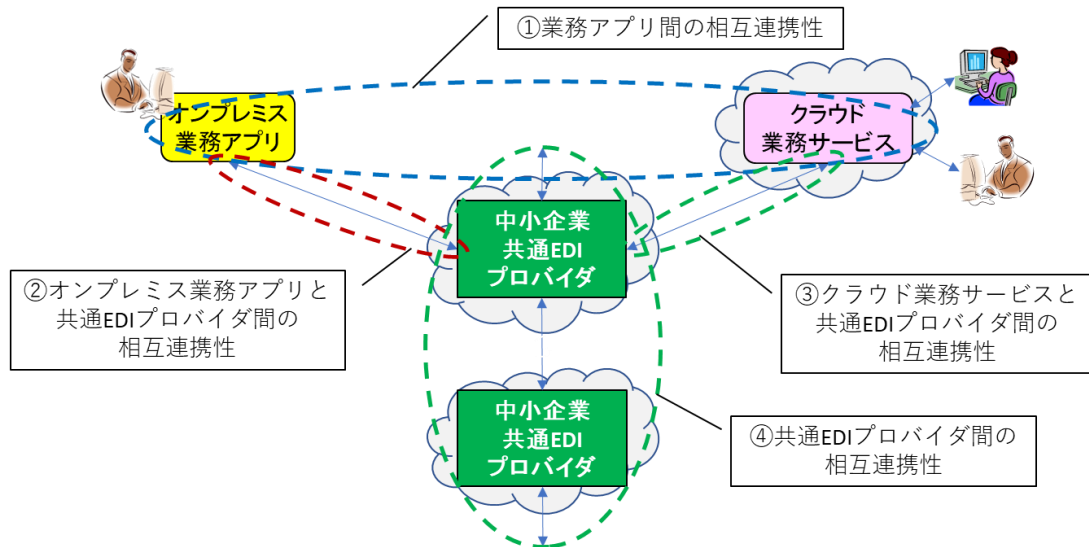 ①業務アプリ間の相互連携性
オンプレミス
業務アプリ
クラウド
業務サービス
中小企業
共通EDI
プロバイダ
②オンプレミス業務アプリと
共通EDIプロバイダ間の
相互連携性
③クラウド業務サービスと
共通EDIプロバイダ間の
相互連携性
中小企業
共通EDI
プロバイダ
④共通EDIプロバイダ間の
相互連携性